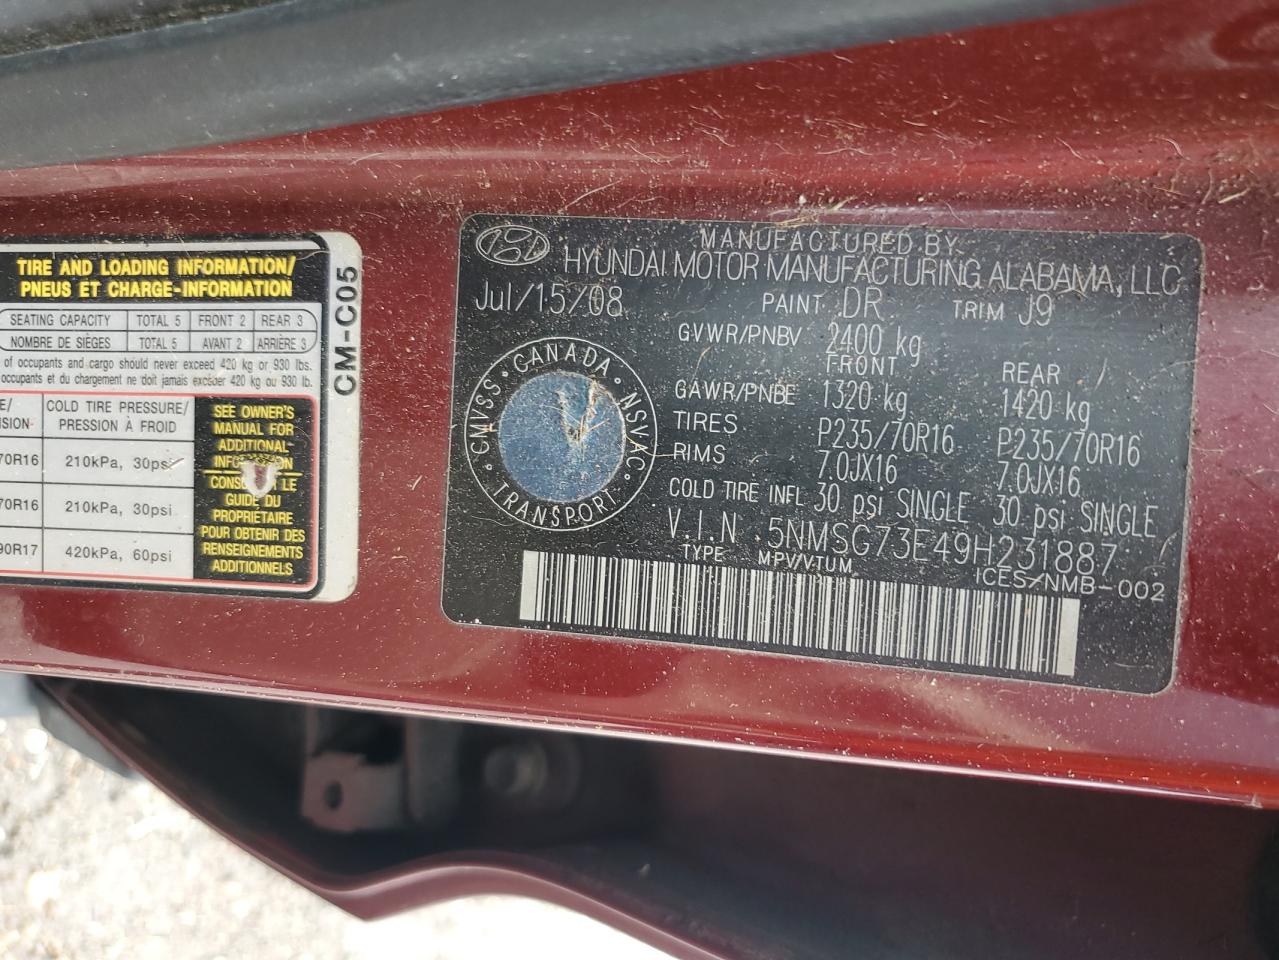 TIRE AND LOADING INFORMATION/
PNEUS ET CHARGE-INFORMATION
SEATING CAPACITY TOTAL 5 FRONT 2 REAR 3
NOMBRE DE SIÈGES TOTAL 5 AVANT 2 ARRIÈRE 3
of occupants and cargo should never exceed 420 kg or 930 lbs.
occupants et du chargement ne doit jamais excéder 420 kg ou 930 lb.
COLD TIRE PRESSURE/
PRESSION À FROID
70R16 210kPa, 30psi
70R16 210kPa, 30psi
90R17 420kPa, 60psi
SEE OWNER'S
MANUAL FOR
ADDITIONAL
LE
GUIDE DU
PROPRIÉTAIRE
POUR OBTENIR DES
RENSEIGNEMENTS
ADDITIONNELS
CM-C05
MANUFACTURED BY
HYUNDAI MOTOR MANUFACTURING ALABAMA, LLC
Jul/15/08 PAINT DR TRIM J9
GVWR/PNBV 2400 kg
FRONT REAR
GAWR/PNBE 1320 kg 1420 kg
TIRES P235/70R16 P235/70R16
RIMS 7.0JX16 7.0JX16
COLD TIRE INFL 30 psi SINGLE 30 psi SINGLE
V.I.N. 5NMSG73E49H231887
TYPE MPV/VTUM ICES/NMB-002
CANADA · NSVAC · TRANSPORT · CMVSS